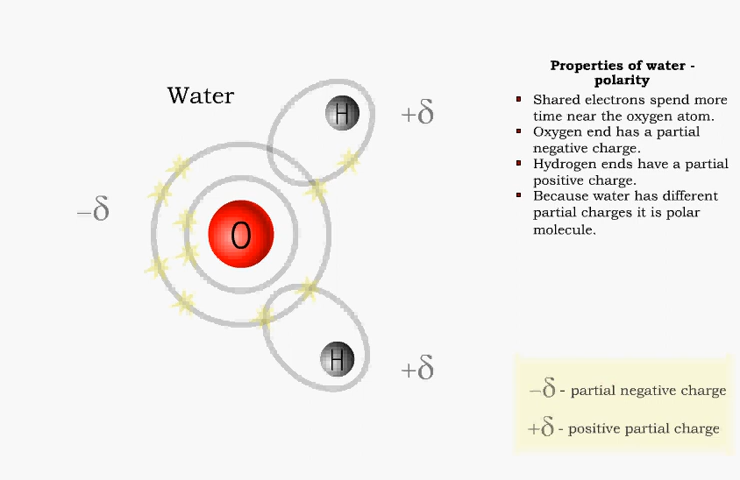 Water
H
+δ
–δ
O
H
+δ
Properties of water -
polarity
Shared electrons spend more
time near the oxygen atom.
Oxygen end has a partial
negative charge.
Hydrogen ends have a partial
positive charge.
Because water has different
partial charges it is polar
molecule.
–δ - partial negative charge
+δ - positive partial charge